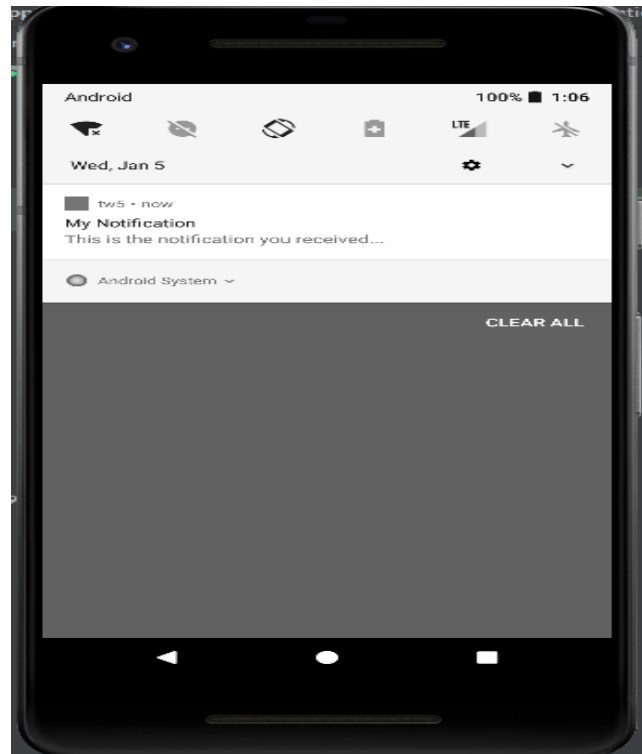 Android 100% 1:06
LTE
Wed, Jan 5
tw5 • now
My Notification
This is the notification you received...
Android System
CLEAR ALL